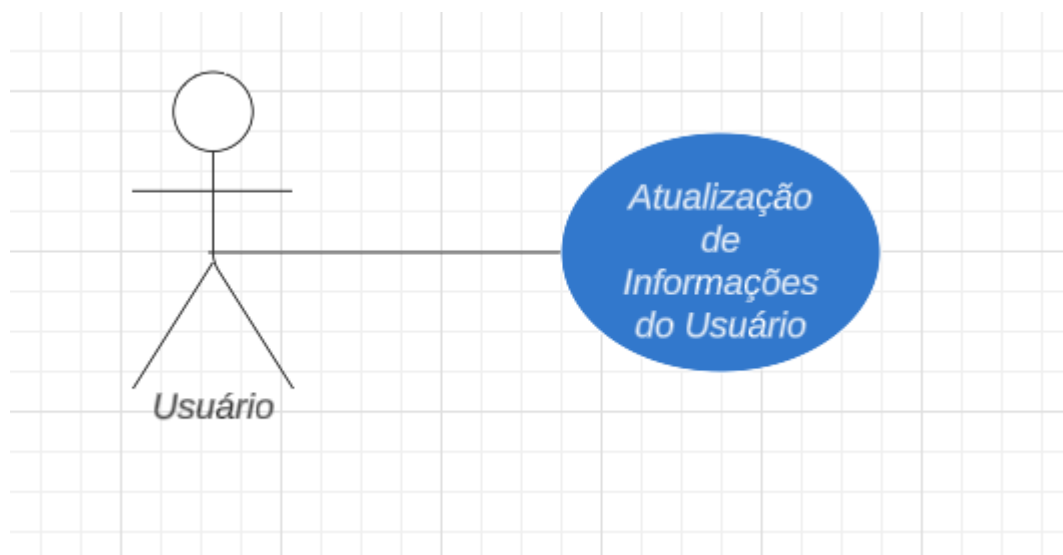 Atualização
de
Informações
do Usuário
Usuário